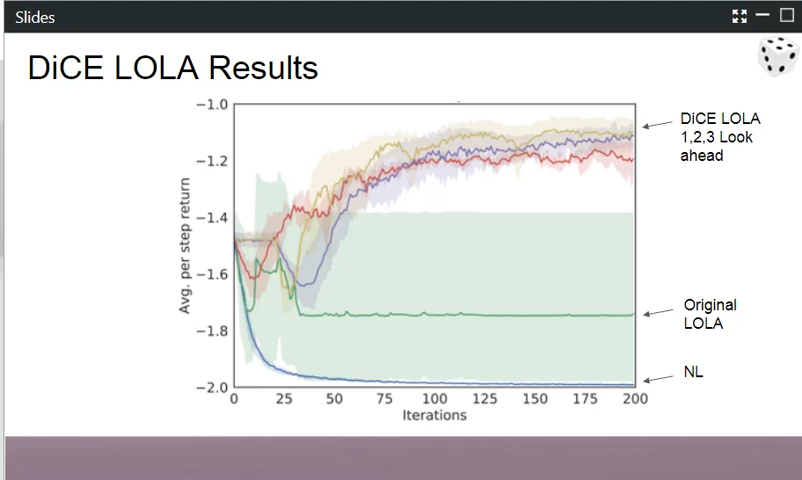 Slides
DiCE LOLA Results
DiCE LOLA
1,2,3 Look
ahead
Original
LOLA
NL
Avg. per step return
−1.0
−1.2
−1.4
−1.6
−1.8
−2.0
0 25 50 75 100 125 150 175 200
Iterations